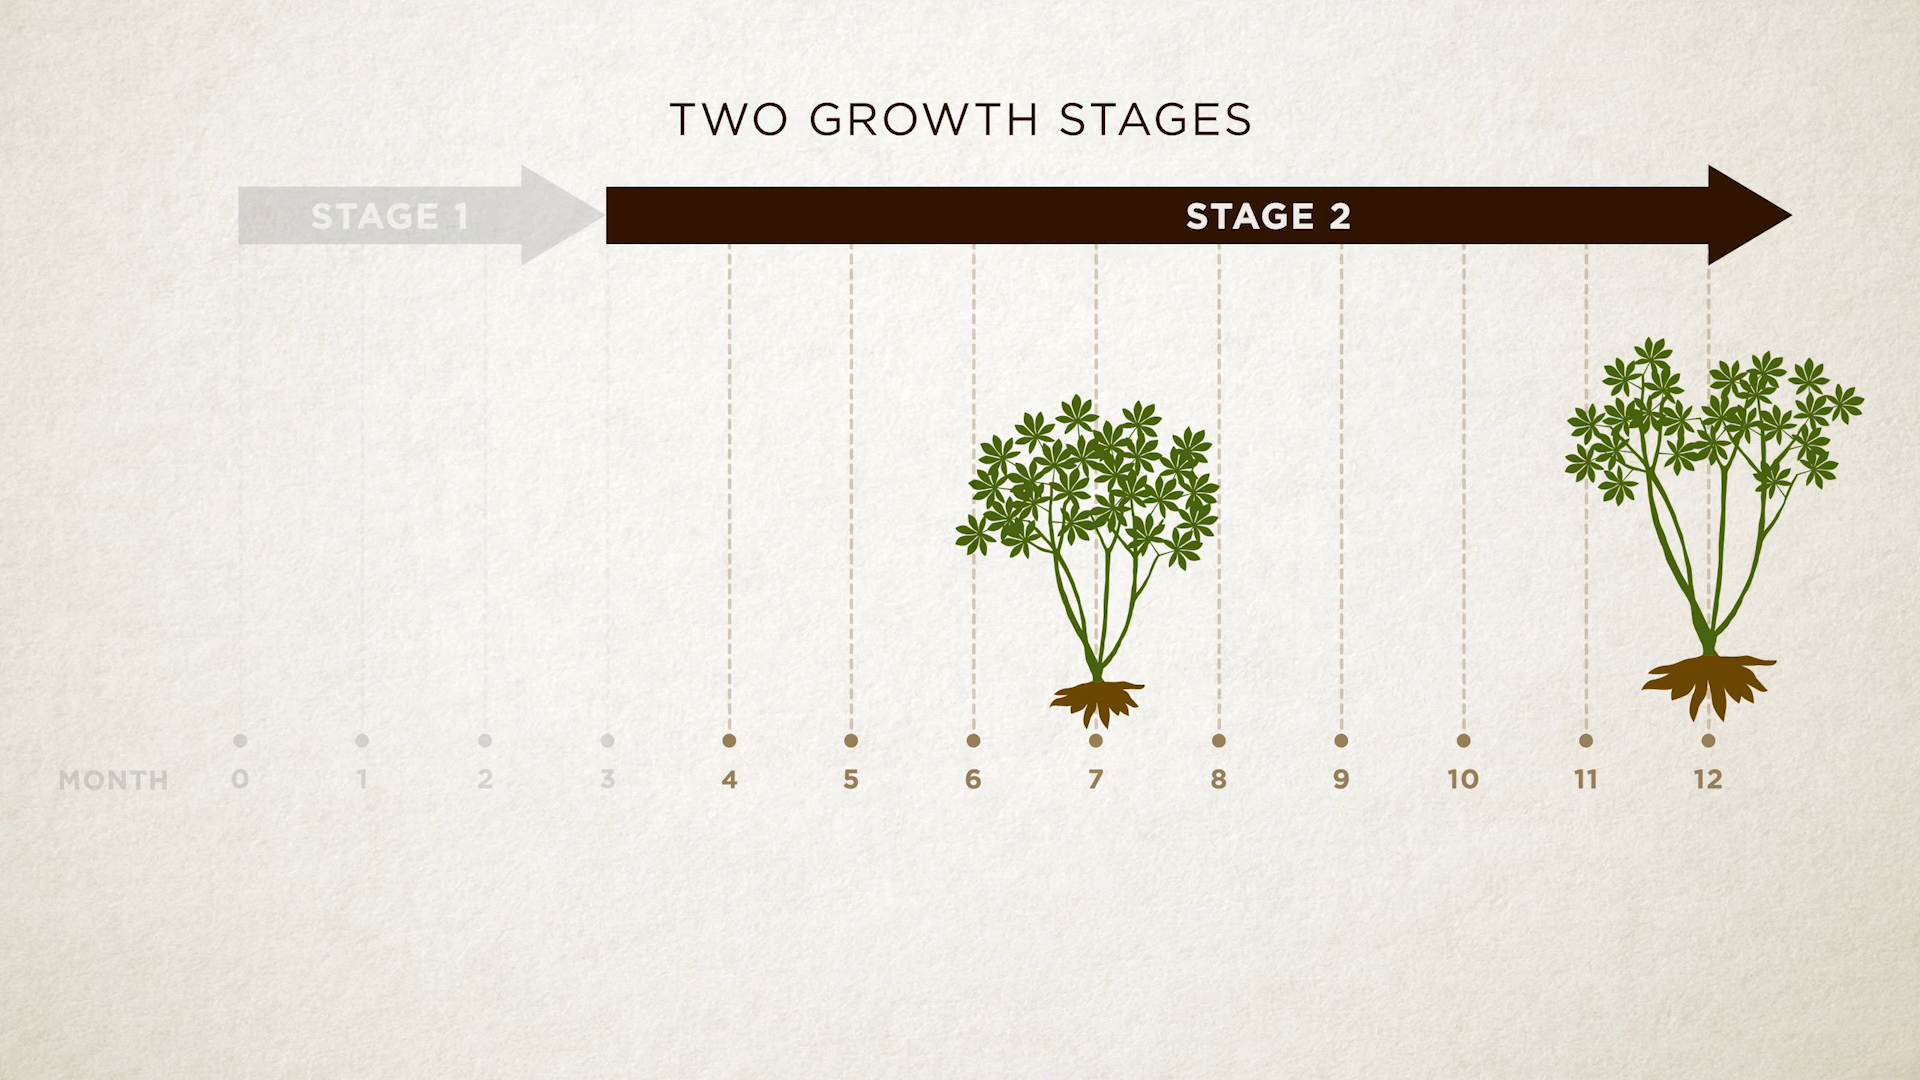 TWO GROWTH STAGES
STAGE 1
STAGE 2
MONTH 0 1 2 3 4 5 6 7 8 9 10 11 12